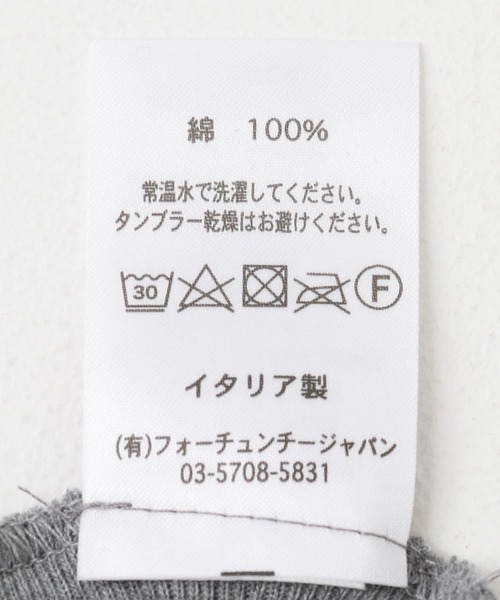 綿 100%
常温水で洗濯してください。
タンブラー乾燥はお避けください。
30 F
イタリア製
(有)フォーチュンチージャパン
03-5708-5831